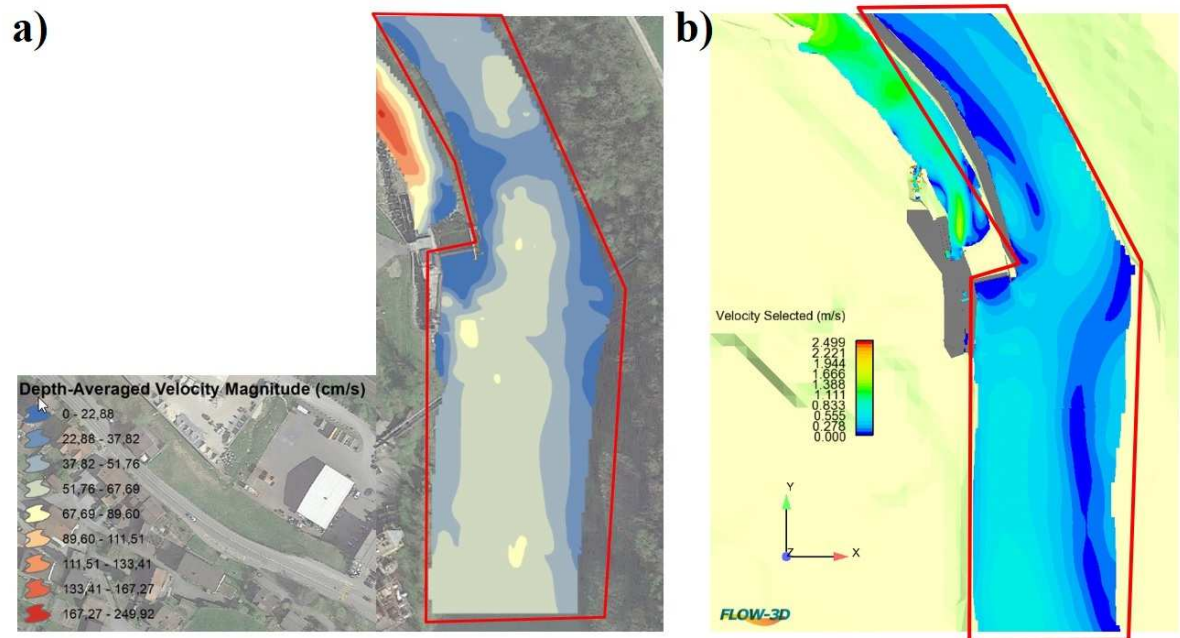 a)
Depth-Averaged Velocity Magnitude (cm/s)
0 - 22,88
22,88 - 37,82
37,82 - 51,76
51,76 - 67,69
67,69 - 89,60
89,60 - 111,51
111,51 - 133,41
133,41 - 167,27
167,27 - 249,92
b)
Velocity Selected (m/s)
2.499
2.221
1.944
1.666
1.388
1.111
0.833
0.555
0.278
0.000
Y
Z
X
FLOW-3D